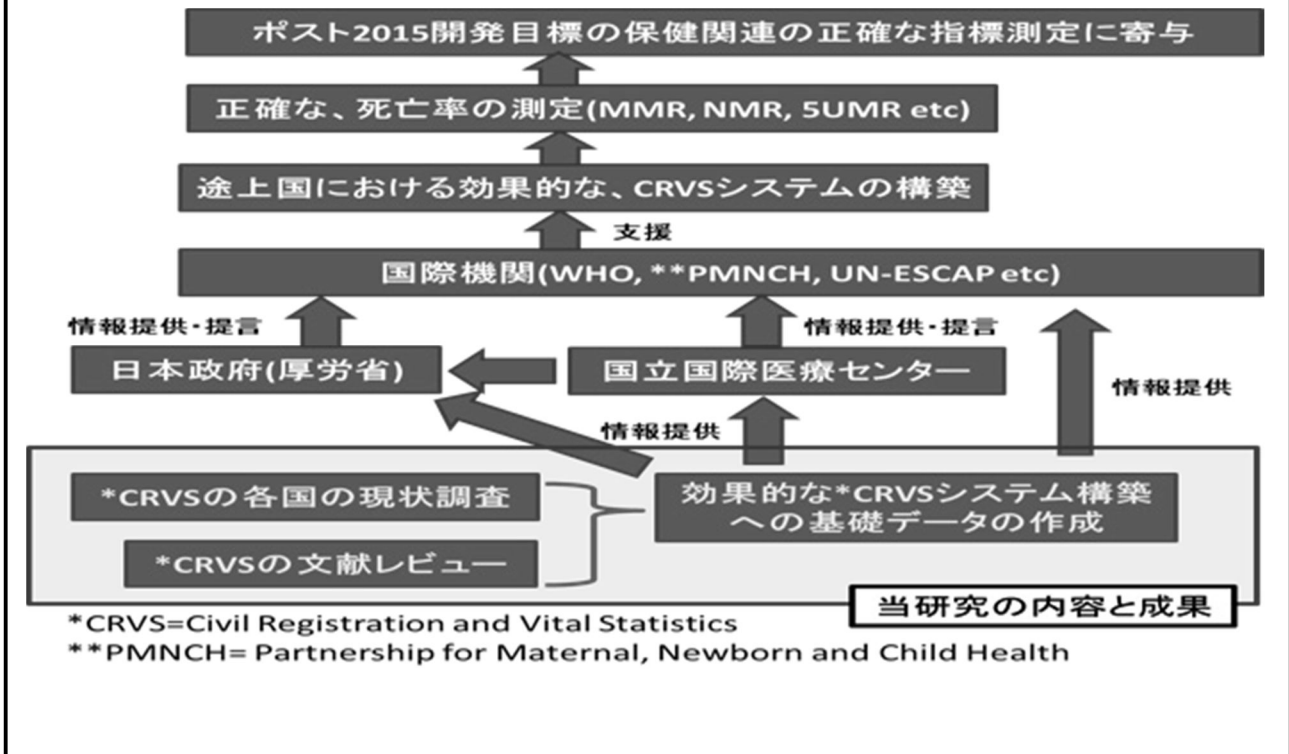 ポスト2015開発目標の保健関連の正確な指標測定に寄与
正確な、死亡率の測定(MMR, NMR, 5UMR etc)
途上国における効果的な、CRVSシステムの構築
支援
国際機関(WHO, **PMNCH, UN-ESCAP etc)
情報提供・提言
情報提供・提言
日本政府(厚労省)
国立国際医療センター
情報提供
情報提供
*CRVSの各国の現状調査
効果的な*CRVSシステム構築
への基礎データの作成
*CRVSの文献レビュー
当研究の内容と成果
*CRVS=Civil Registration and Vital Statistics
**PMNCH= Partnership for Maternal, Newborn and Child Health